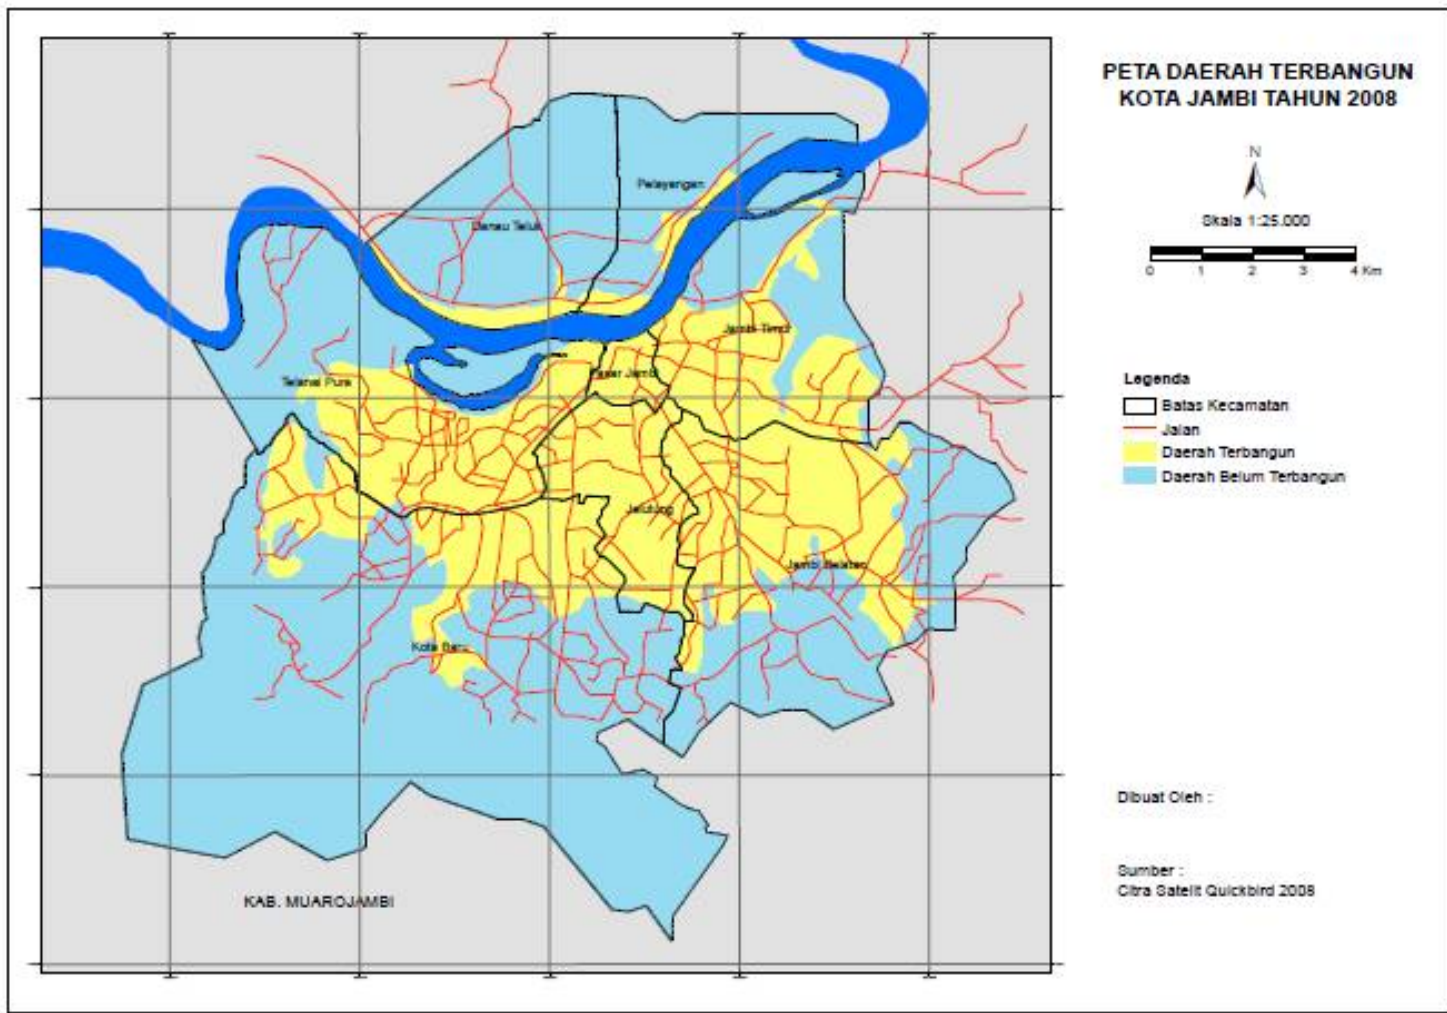 PETA DAERAH TERBANGUN
KOTA JAMBI TAHUN 2008
N
Skala 1:25.000
0 1 2 3 4 Km
Legenda
Batas Kecamatan
Jalan
Daerah Terbangun
Daerah Belum Terbangun
Dibuat Oleh :
Sumber :
Citra Satelit Quickbird 2008
Pelayangan
Danau Teluk
Jambi Timur
Telanai Pura
Pasar Jambi
Jelutung
Jambi Selatan
Kota Baru
KAB. MUAROJAMBI